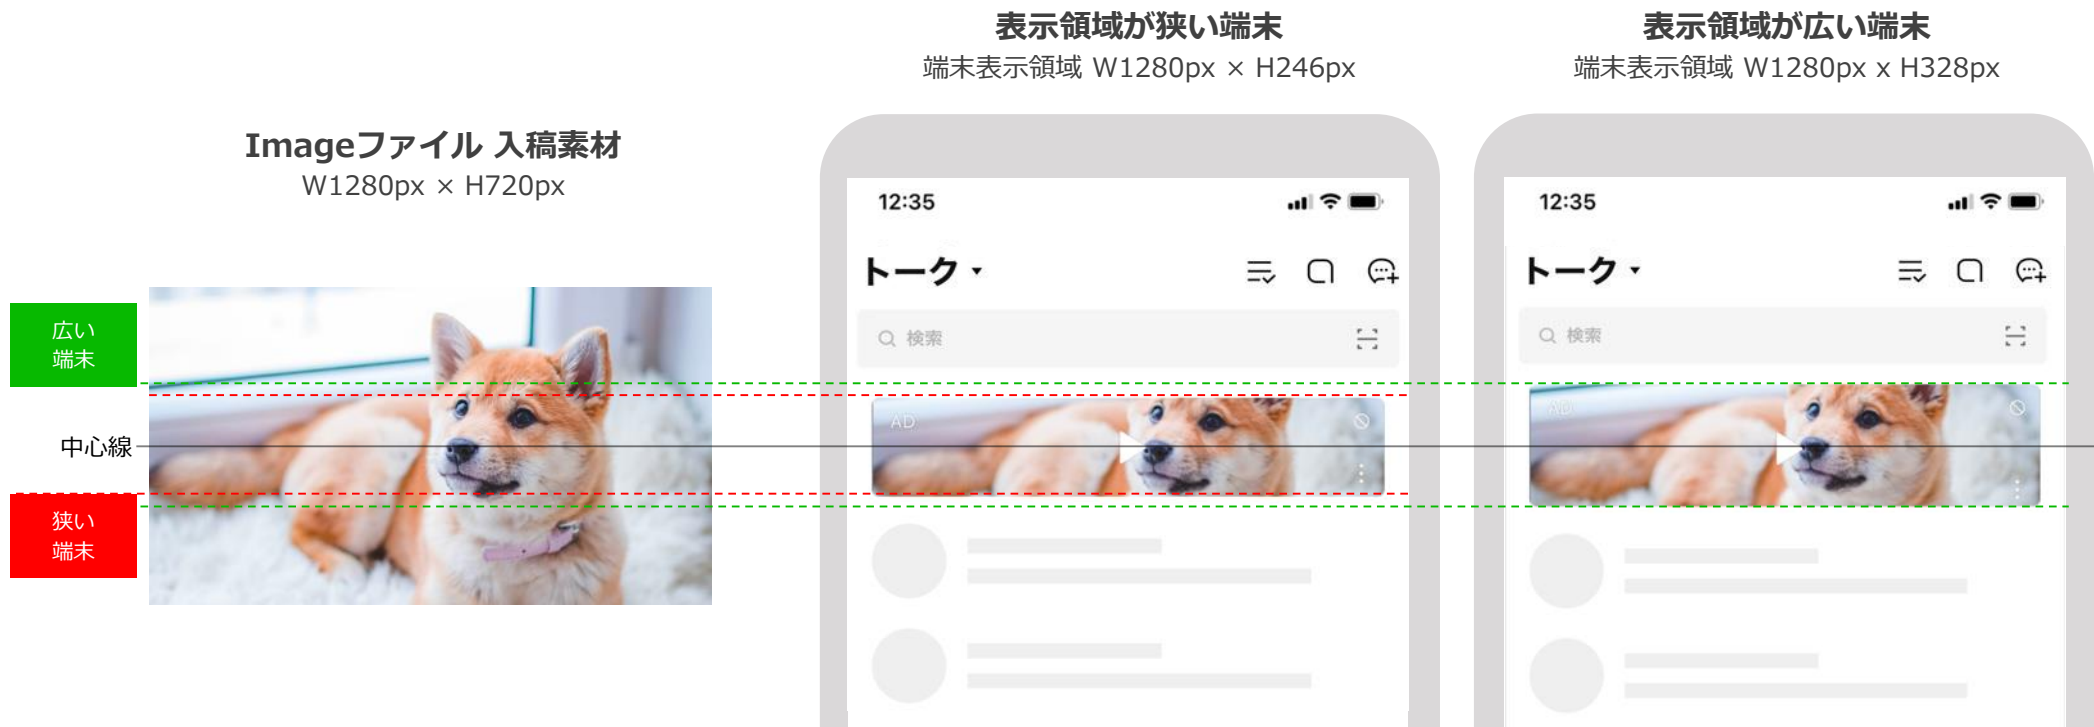 表示領域が狭い端末
端末表示領域 W1280px × H246px
表示領域が広い端末
端末表示領域 W1280px x H328px
Imageファイル 入稿素材
W1280px × H720px
広い
端末
中心線
狭い
端末
12:35
トーク
検索
AD
12:35
トーク
検索
AD